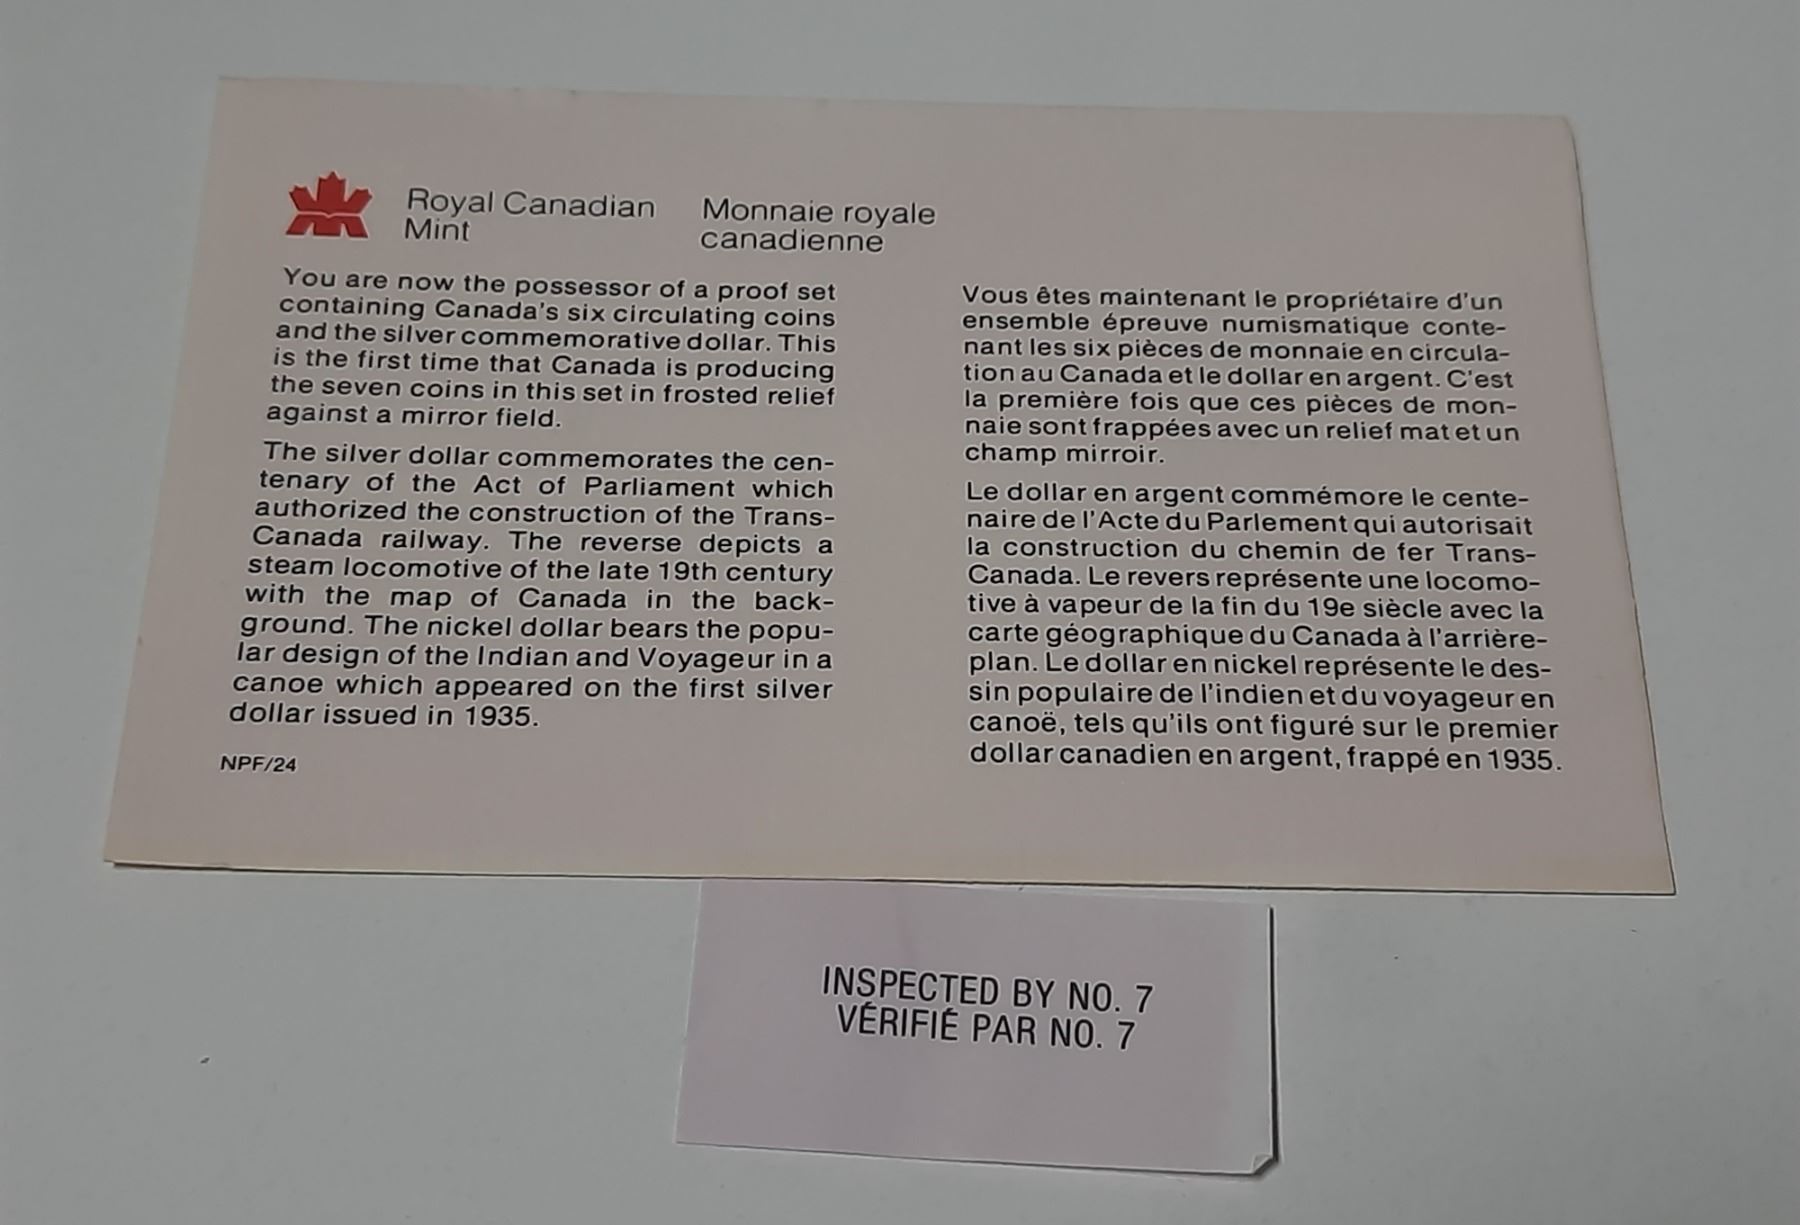 Royal Canadian
Mint
Monnaie royale
canadienne
You are now the possessor of a proof set
containing Canada's six circulating coins
and the silver commemorative dollar. This
is the first time that Canada is producing
the seven coins in this set in frosted relief
against a mirror field.
The silver dollar commemorates the cen-
tenary of the Act of Parliament which
authorized the construction of the Trans-
Canada railway. The reverse depicts a
steam locomotive of the late 19th century
with the map of Canada in the back-
ground. The nickel dollar bears the popu-
lar design of the Indian and Voyageur in a
canoe which appeared on the first silver
dollar issued in 1935.
NPF/24
Vous êtes maintenant le propriétaire d'un
ensemble épreuve numismatique conte-
nant les six pièces de monnaie en circula-
tion au Canada et le dollar en argent. C'est
la première fois que ces pièces de mon-
naie sont frappées avec un relief mat et un
champ mirroir.
Le dollar en argent commémore le cente-
naire de l'Acte du Parlement qui autorisait
la construction du chemin de fer Trans-
Canada. Le revers représente une locomo-
tive à vapeur de la fin du 19e siècle avec la
carte géographique du Canada à l'arrière-
plan. Le dollar en nickel représente le des-
sin populaire de l'indien et du voyageur en
canoë, tels qu'ils ont figuré sur le premier
dollar canadien en argent, frappé en 1935.
INSPECTED BY NO. 7
VÉRIFIÉ PAR NO. 7